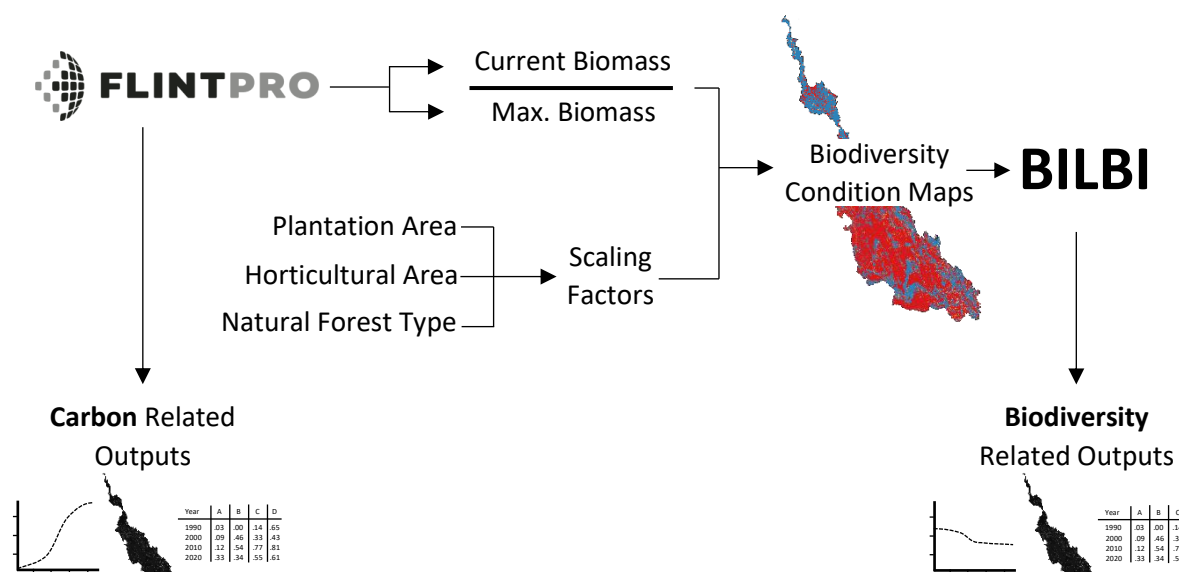 FLINTPRO
Current Biomass
Max. Biomass
Biodiversity
Condition Maps
BILBI
Plantation Area
Horticultural Area
Natural Forest Type
Scaling
Factors
Carbon Related
Outputs
Year A B C D
1990 .03 .00 .14 .65
2000 .09 .46 .33 .43
2010 .12 .54 .77 .81
2020 .33 .34 .55 .61
Biodiversity
Related Outputs
Year A B C
1990 .03 .00
2000 .09 .46
2010 .12 .54
2020 .33 .34